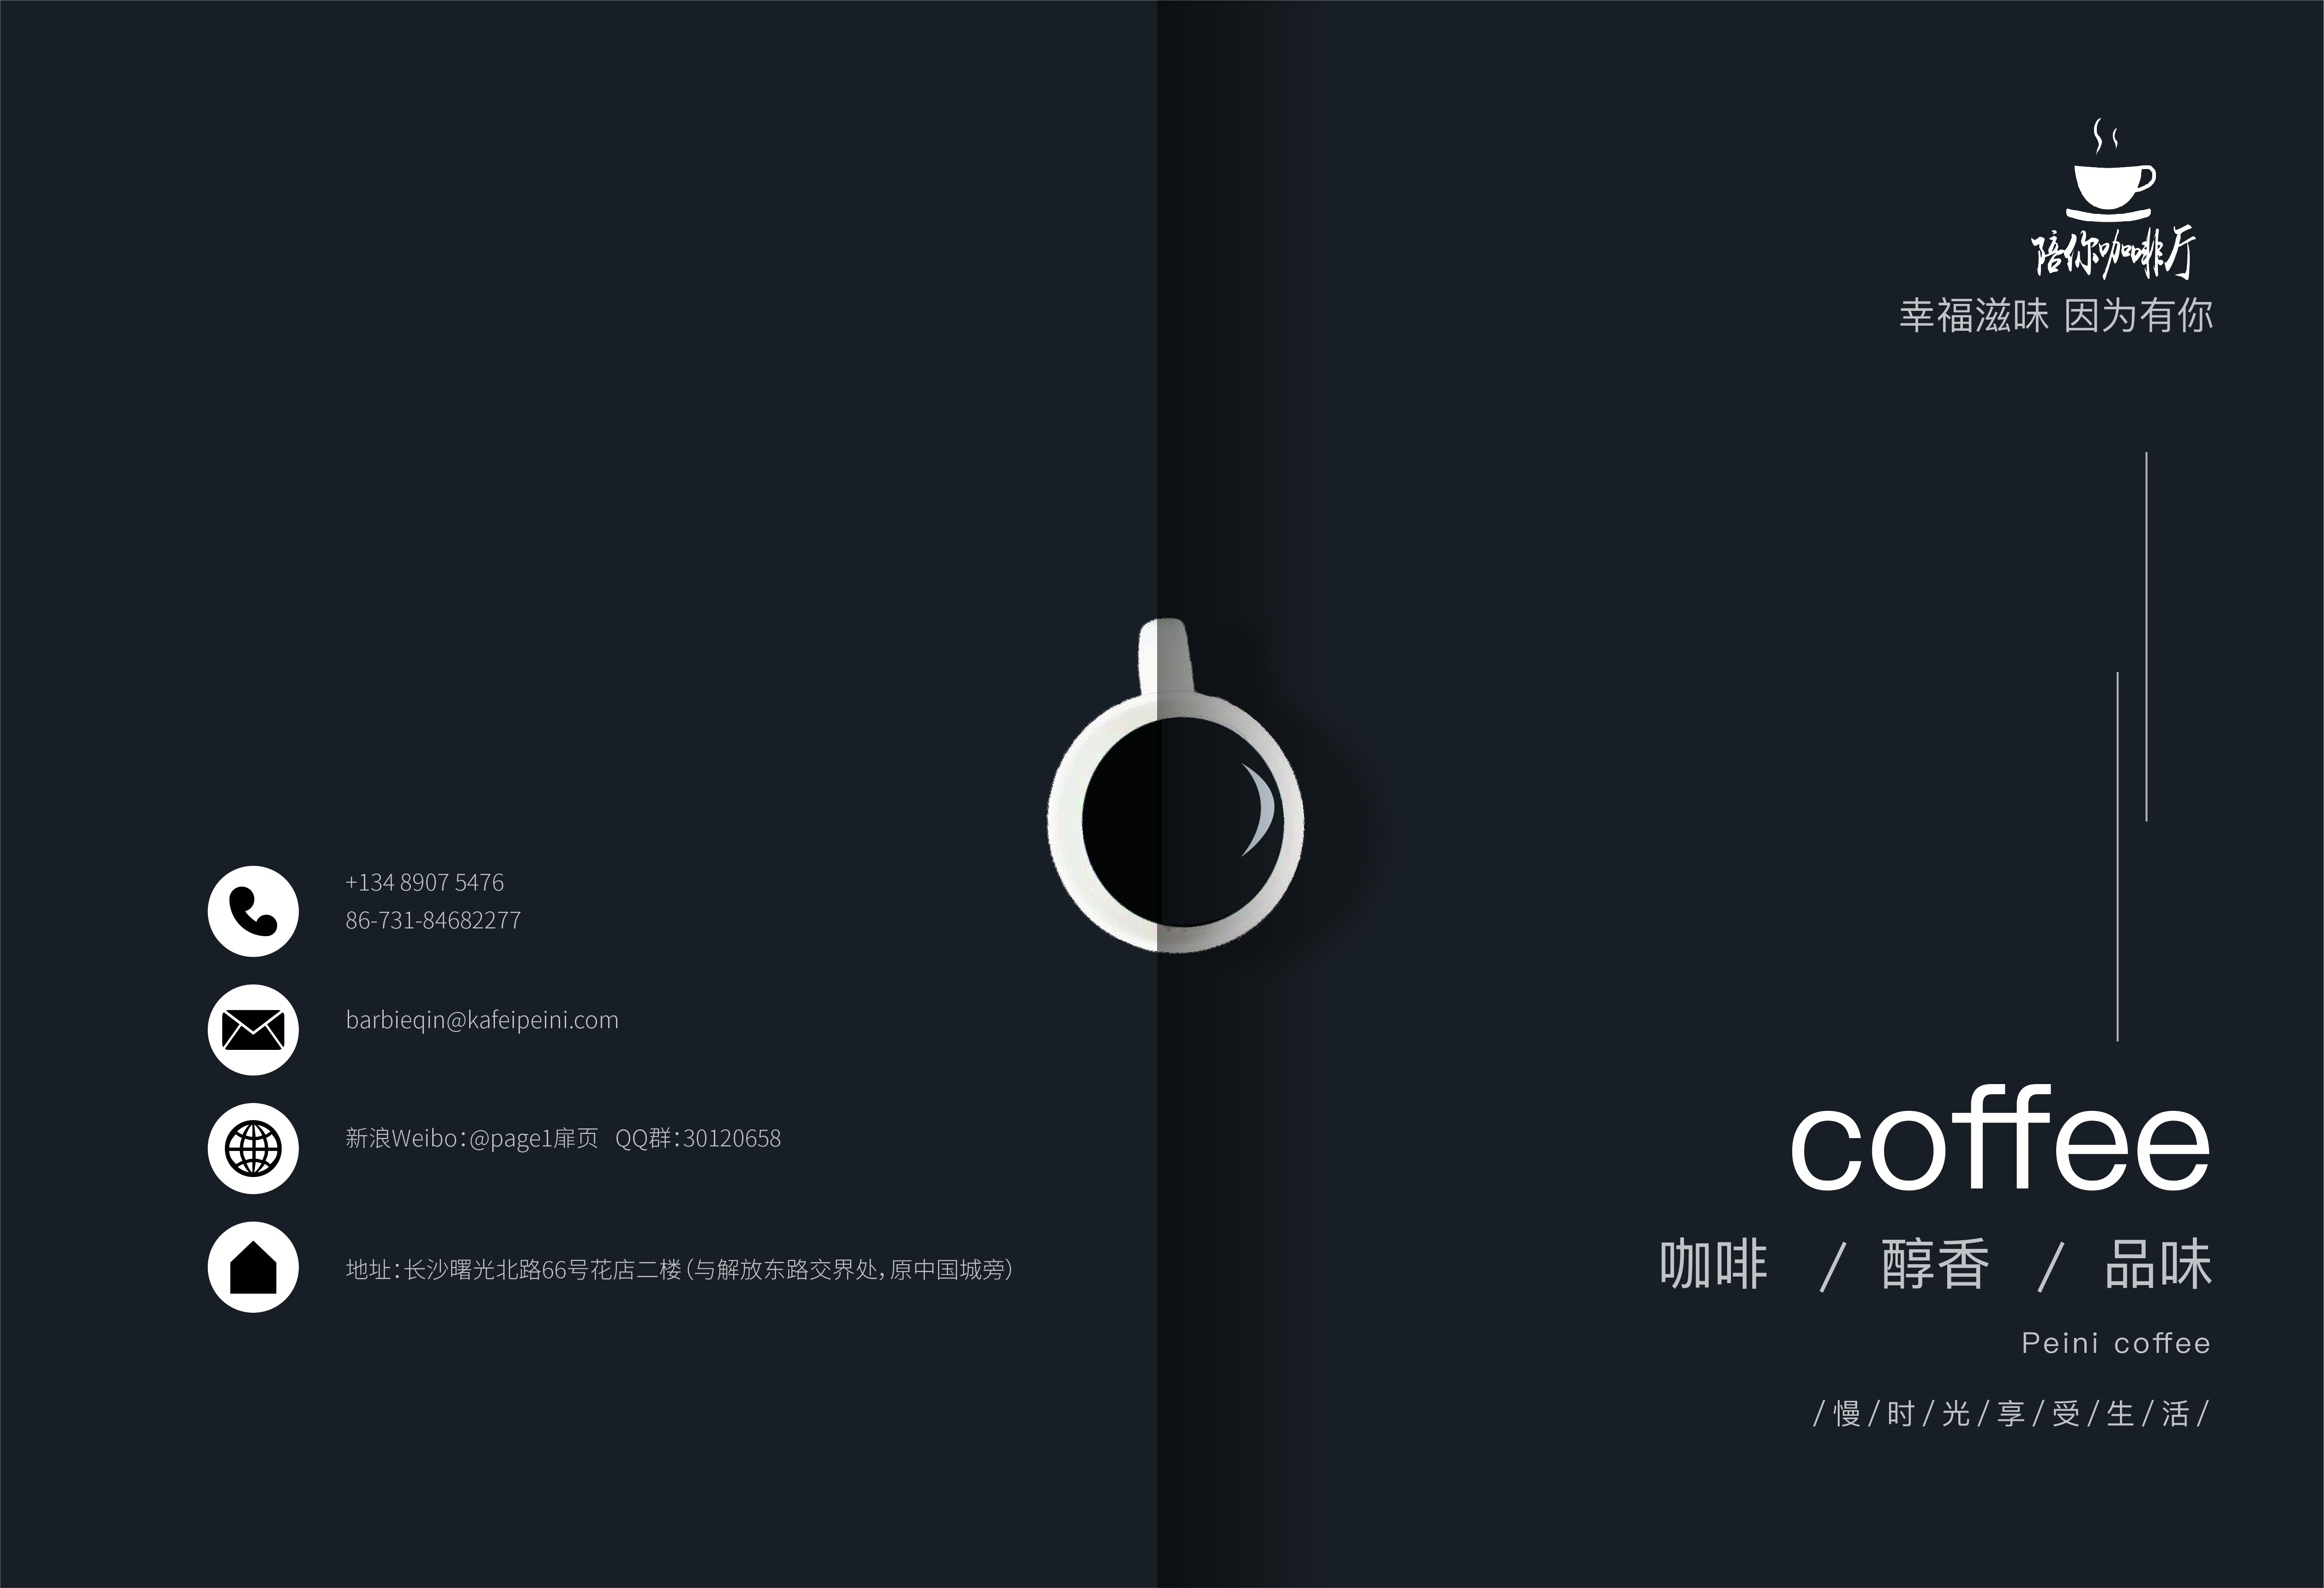 陪你咖啡厅
幸福滋味 因为有你
+134 8907 5476
86-731-84682277
barbieqin@kafeipeini.com
新浪Weibo：@page1扉页 QQ群：30120658
地址：长沙曙光北路66号花店二楼（与解放东路交界处，原中国城旁）
coffee
咖啡 / 醇香 / 品味
Peini coffee
/慢/时/光/享/受/生/活/